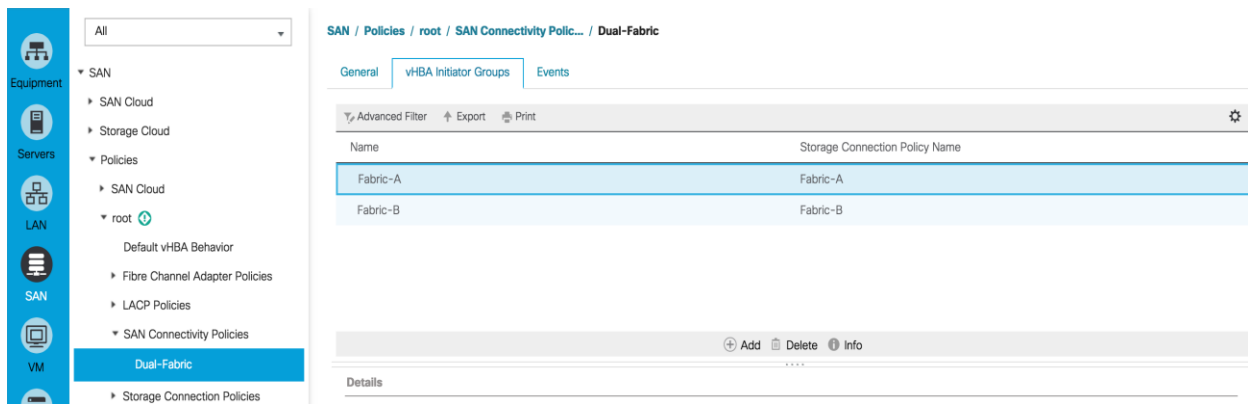 All
SAN / Policies / root / SAN Connectivity Polic... / Dual-Fabric
Equipment
Servers
LAN
SAN
VM
SAN
SAN Cloud
Storage Cloud
Policies
SAN Cloud
root
Default vHBA Behavior
Fibre Channel Adapter Policies
LACP Policies
SAN Connectivity Policies
Dual-Fabric
Storage Connection Policies
General vHBA Initiator Groups Events
Advanced Filter Export Print
Name Storage Connection Policy Name
Fabric-A Fabric-A
Fabric-B Fabric-B
Add Delete Info
Details